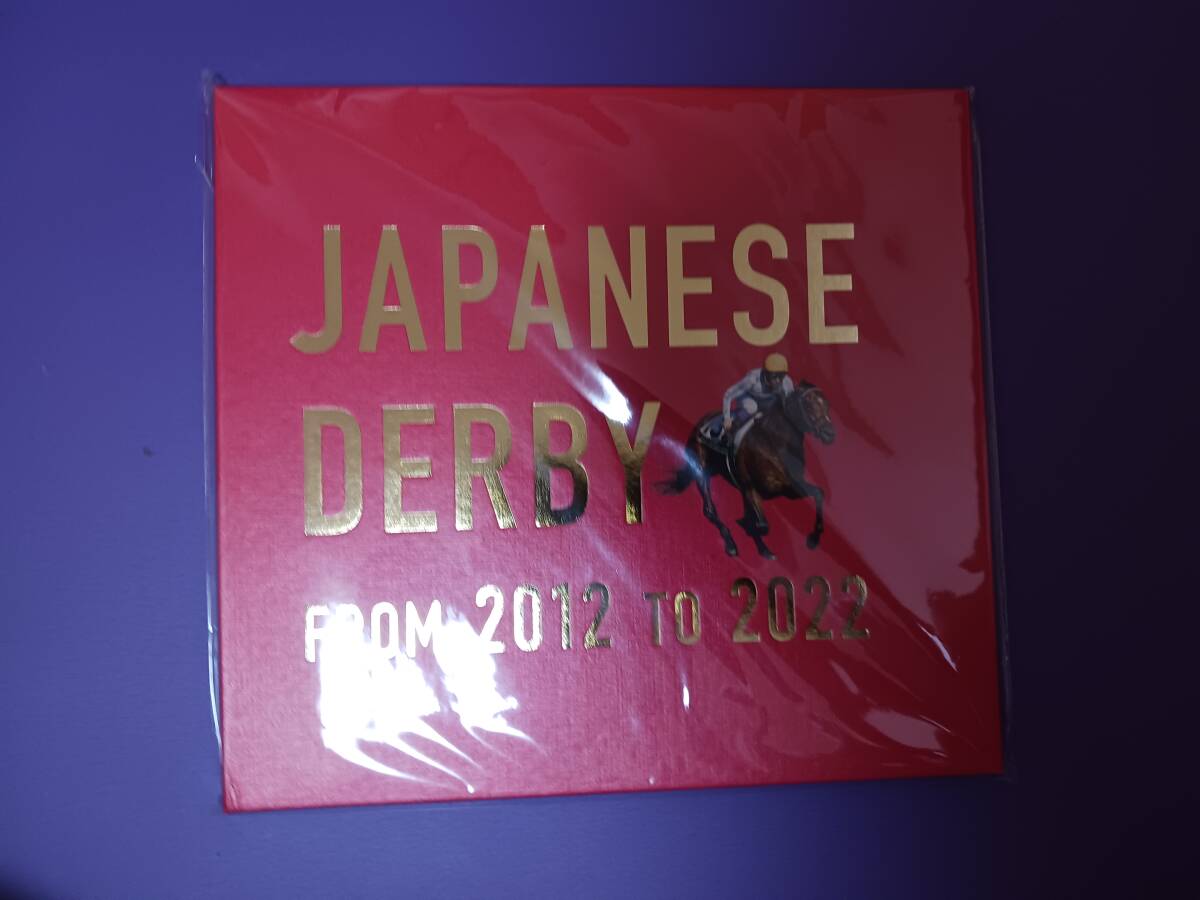 JAPANESE
DERBY
FROM 2012 TO 2022